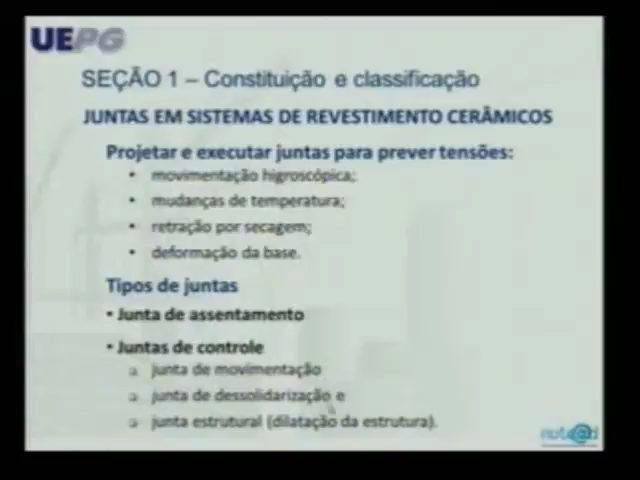 UEPG
SEÇÃO 1 – Constituição e classificação
JUNTAS EM SISTEMAS DE REVESTIMENTO CERÂMICOS
Projetar e executar juntas para prever tensões:
• movimentação higroscópica;
• mudanças de temperatura;
• retração por secagem;
• deformação da base.
Tipos de juntas
• Junta de assentamento
• Juntas de controle
junta de movimentação
junta de dessolidarização e
junta estrutural (dilatação da estrutura).
nute@d